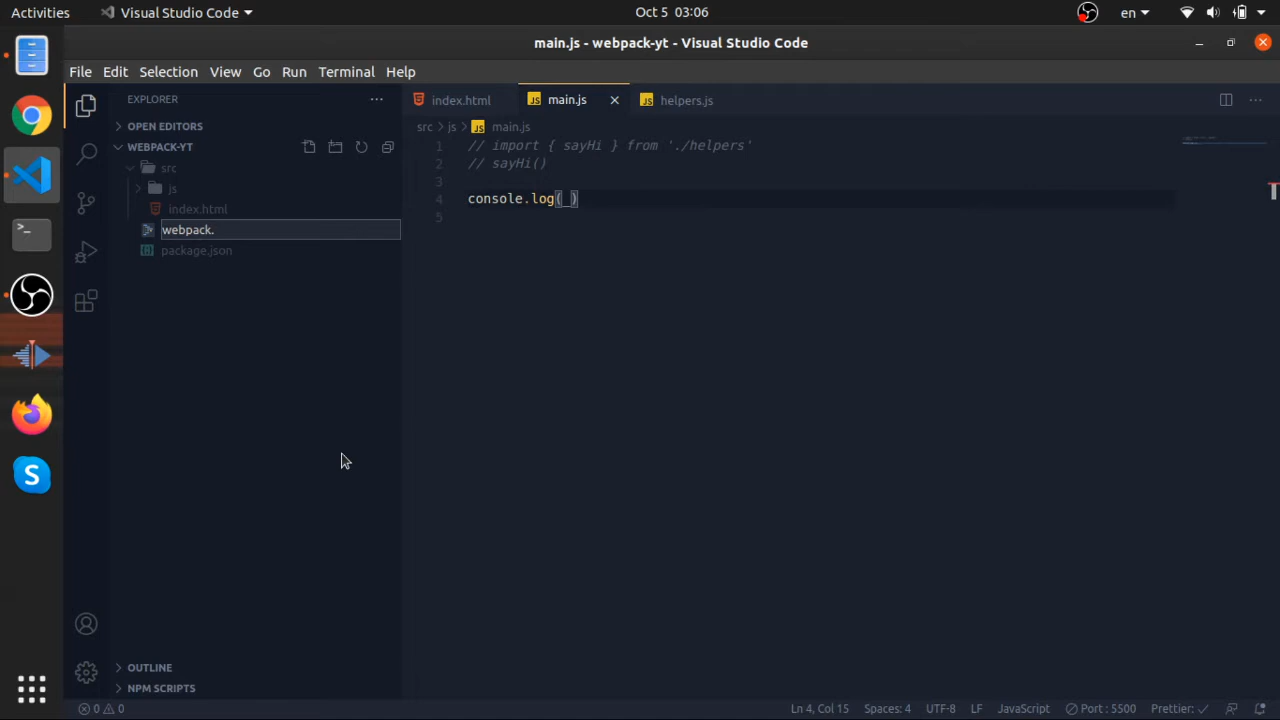 Activities
Visual Studio Code
Oct 5 03:06
en
main.js - webpack-yt - Visual Studio Code
File Edit Selection View Go Run Terminal Help
EXPLORER
index.html
JS main.js
JS helpers.js
OPEN EDITORS
src > js > JS main.js
WEBPACK-YT
src
js
index.html
webpack.
package.json
1 // import { sayHi } from './helpers'
2 // sayHi()
3
4 console.log(_)
5
OUTLINE
NPM SCRIPTS
0 0
Ln 4, Col 15 Spaces: 4 UTF-8 LF JavaScript Port : 5500 Prettier: ✓